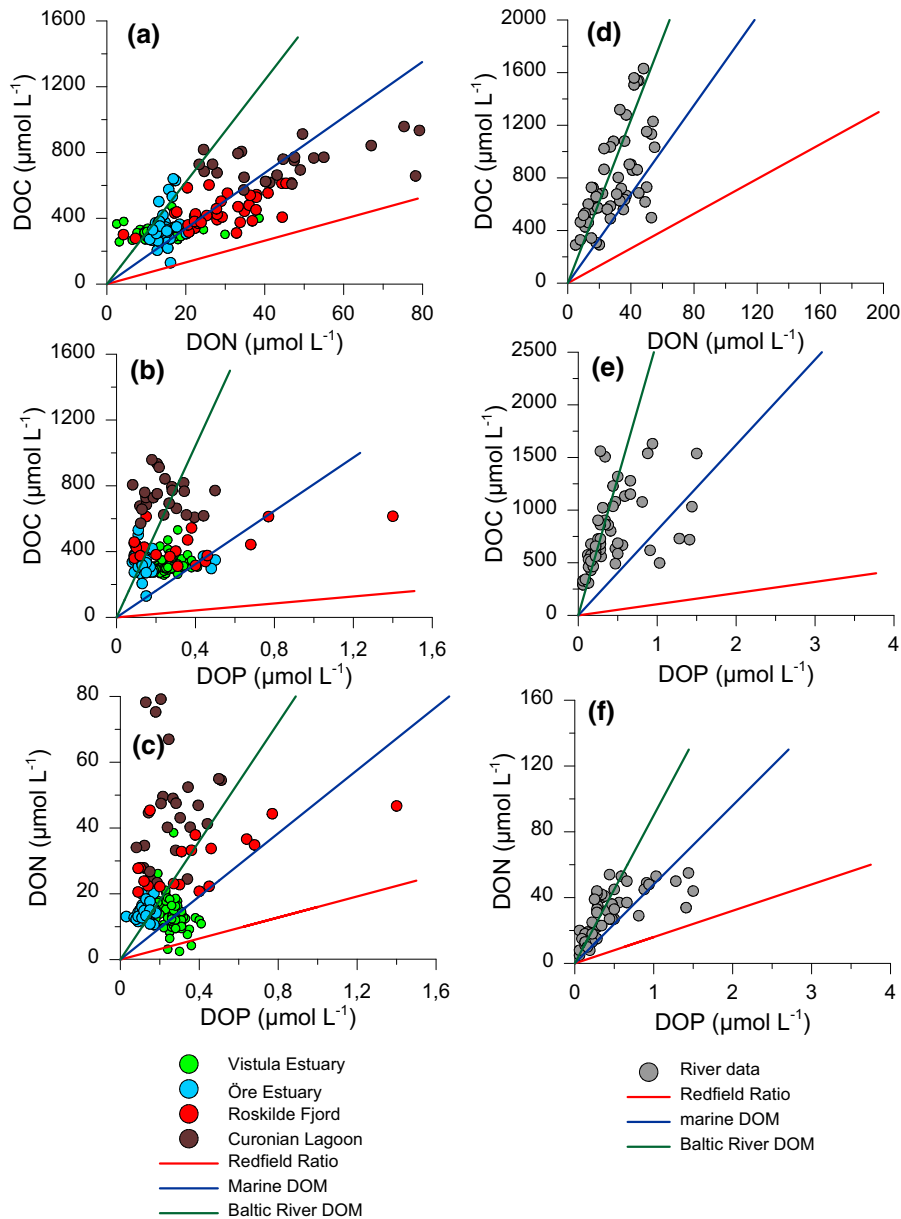 (a)
1600
1200
800
400
0
DOC (µmol L⁻¹)
0 20 40 60 80
DON (µmol L⁻¹)
(b)
1600
1200
800
400
0
DOC (µmol L⁻¹)
0 0,4 0,8 1,2 1,6
DOP (µmol L⁻¹)
(c)
80
60
40
20
0
DON (µmol L⁻¹)
0 0,4 0,8 1,2 1,6
DOP (µmol L⁻¹)
Vistula Estuary
Öre Estuary
Roskilde Fjord
Curonian Lagoon
Redfield Ratio
Marine DOM
Baltic River DOM
(d)
2000
1600
1200
800
400
0
DOC (µmol L⁻¹)
0 40 80 120 160 200
DON (µmol L⁻¹)
(e)
2500
2000
1500
1000
500
0
DOC (µmol L⁻¹)
0 1 2 3 4
DOP (µmol L⁻¹)
(f)
160
120
80
40
0
DON (µmol L⁻¹)
0 1 2 3 4
DOP (µmol L⁻¹)
River data
Redfield Ratio
marine DOM
Baltic River DOM